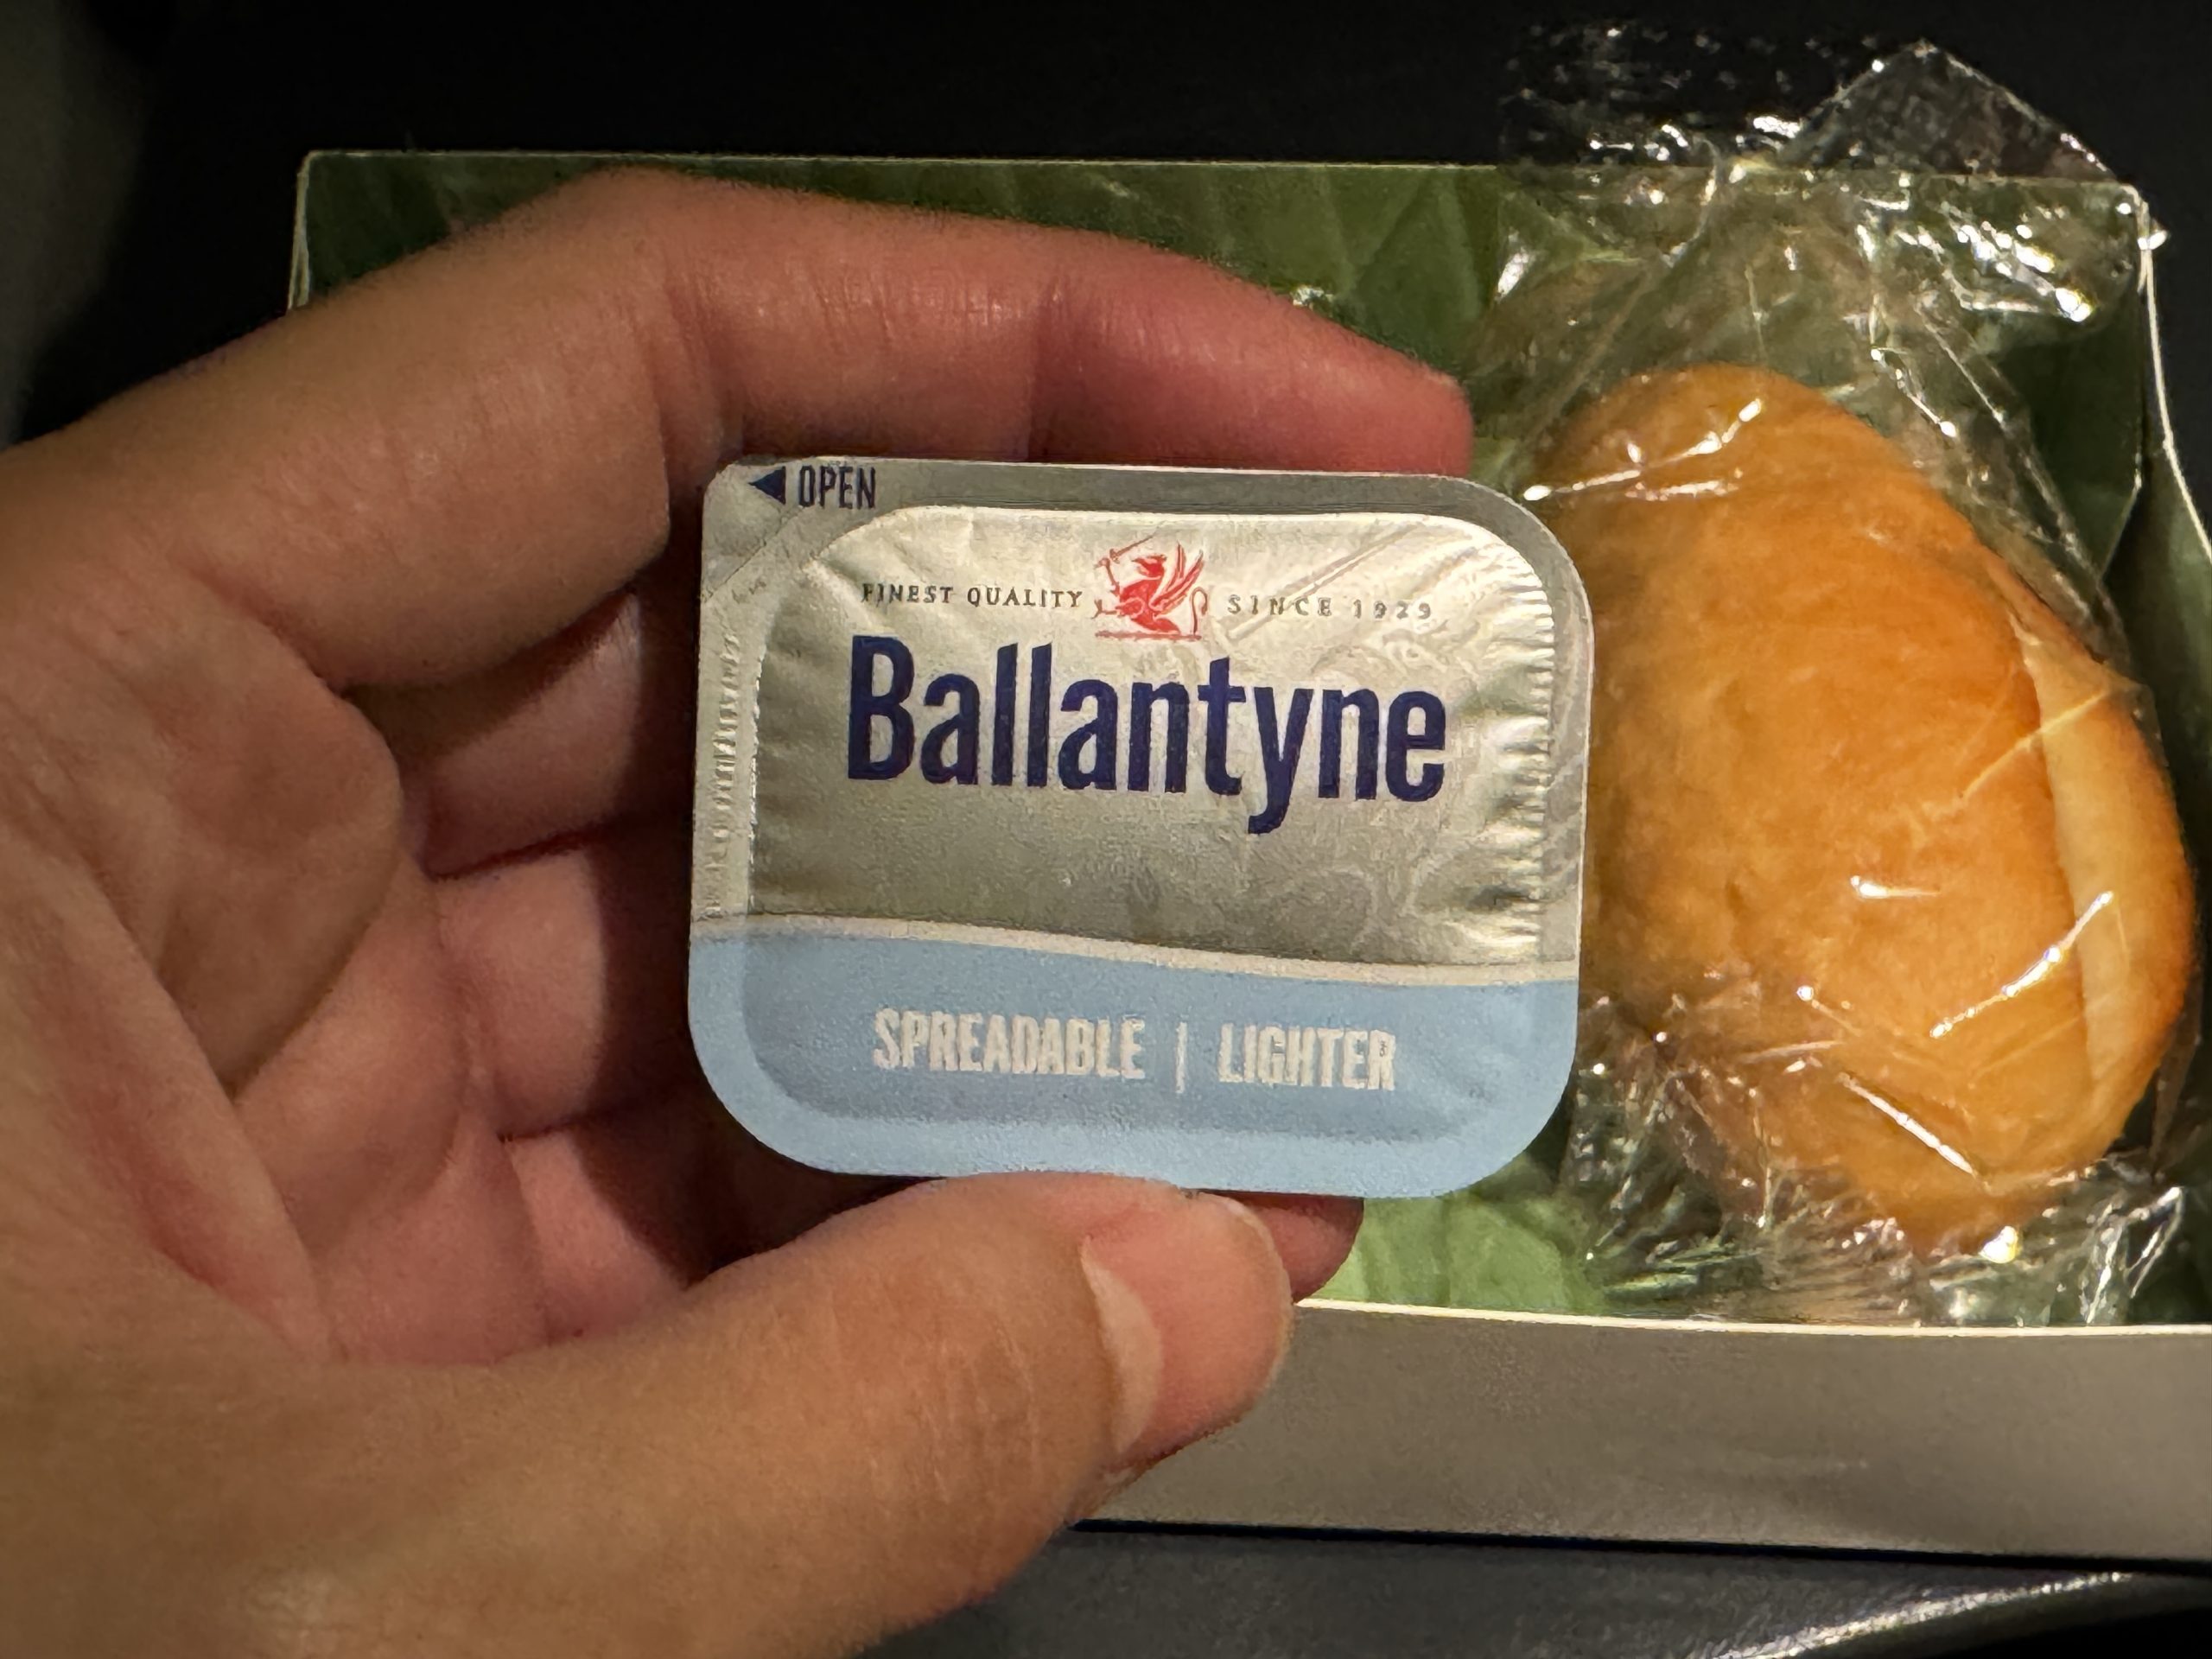 OPEN
FINEST QUALITY SINCE 1929
Ballantyne
SPREADABLE | LIGHTER